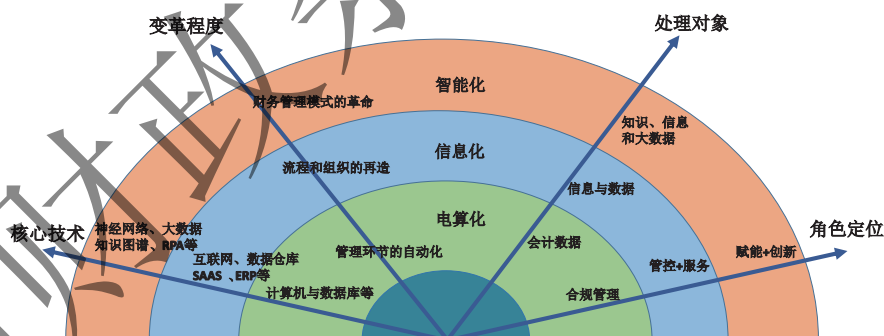 变革程度
处理对象
智能化
财务管理模式的革命
知识、信息
和大数据
信息化
流程和组织的再造
信息与数据
电算化
核心技术
神经网络、大数据
知识图谱、RPA等
角色定位
会计数据
管理环节的自动化
赋能+创新
互联网、数据仓库
SAAS 、ERP等
管控+服务
计算机与数据库等
合规管理
财政务